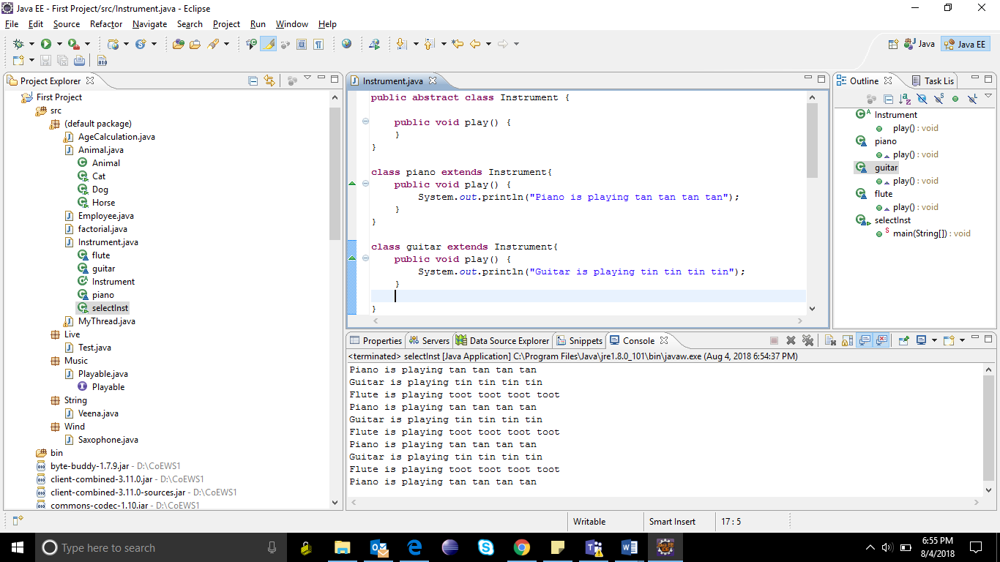 Java EE - First Project/src/Instrument.java - Eclipse
File Edit Source Refactor Navigate Search Project Run Window Help
Java Java EE
Project Explorer
First Project
src
(default package)
AgeCalculation.java
Animal.java
Animal
Cat
Dog
Horse
Employee.java
factorial.java
Instrument.java
flute
guitar
Instrument
piano
selectInst
MyThread.java
Live
Test.java
Music
Playable.java
Playable
String
Veena.java
Wind
Saxophone.java
bin
byte-buddy-1.7.9.jar - D:\CoEWS1
client-combined-3.11.0.jar - D:\CoEWS1
client-combined-3.11.0-sources.jar - D:\CoEWS1
commons-codec-1.10.jar - D:\CoEWS1
Instrument.java
public abstract class Instrument {
public void play() {
}
}
class piano extends Instrument{
public void play() {
System.out.println("Piano is playing tan tan tan tan");
}
}
class guitar extends Instrument{
public void play() {
System.out.println("Guitar is playing tin tin tin tin");
}
}
Outline Task Lis
Instrument
play() : void
piano
play() : void
guitar
play() : void
flute
play() : void
selectInst
main(String[]) : void
Properties Servers Data Source Explorer Snippets Console
<terminated> selectInst [Java Application] C:\Program Files\Java\jre1.8.0_101\bin\javaw.exe (Aug 4, 2018 6:54:37 PM)
Piano is playing tan tan tan tan
Guitar is playing tin tin tin tin
Flute is playing toot toot toot toot
Piano is playing tan tan tan tan
Guitar is playing tin tin tin tin
Flute is playing toot toot toot toot
Piano is playing tan tan tan tan
Guitar is playing tin tin tin tin
Flute is playing toot toot toot toot
Piano is playing tan tan tan tan
Writable Smart Insert 17 : 5
Type here to search
6:55 PM
8/4/2018